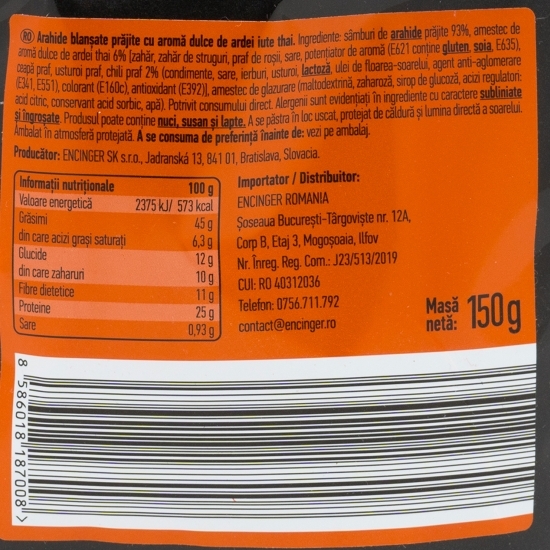 RO Arahide blanșate prăjite cu aromă dulce de ardei iute thai. Ingrediente: sâmburi de arahide prăjite 93%, amestec de
aromă dulce de ardei thai 6% [zahăr, zahăr de struguri, praf de roșii, sare, potențiator de aromă (E621 conține gluten, soia, E635),
ceapă praf, usturoi praf, chili praf 2% (condimente, sare, ierburi, usturoi, lactoză, ulei de floarea-soarelui, agent anti-aglomerare
(E341, E551), colorant (E160c), antioxidant (E392)], amestec de glazurare (maltodextrină, zaharoză, sirop de glucoză, acizi regulatori:
acid citric, conservant acid sorbic, apă). Potrivit consumului direct. Alergenii sunt evidențiați în ingrediente cu caractere subliniate
și îngroșate. Produsul poate conține nuci, susan și lapte. A se păstra în loc uscat, protejat de căldură și lumina directă a soarelui.
Ambalat în atmosferă protejată. A se consuma de preferință înainte de: vezi pe ambalaj.
Producător: ENCINGER SK s.r.o., Jadranská 13, 841 01, Bratislava, Slovacia.
Informații nutriționale 100 g
Valoare energetică 2375 kJ/ 573 kcal
Grăsimi 45 g
din care acizi grași saturați 6,3 g
Glucide 12 g
din care zaharuri 10 g
Fibre dietetice 11 g
Proteine 25 g
Sare 0,93 g
Importator / Distribuitor:
ENCINGER ROMANIA
Șoseaua București-Târgoviște nr. 12A,
Corp B, Etaj 3, Mogoșoaia, Ilfov
Nr. Înreg. Reg. Com.: J23/513/2019
CUI: RO 40312036
Telefon: 0756.711.792
contact@encinger.ro
Masă
netă: 150 g
8 586018 187008 >